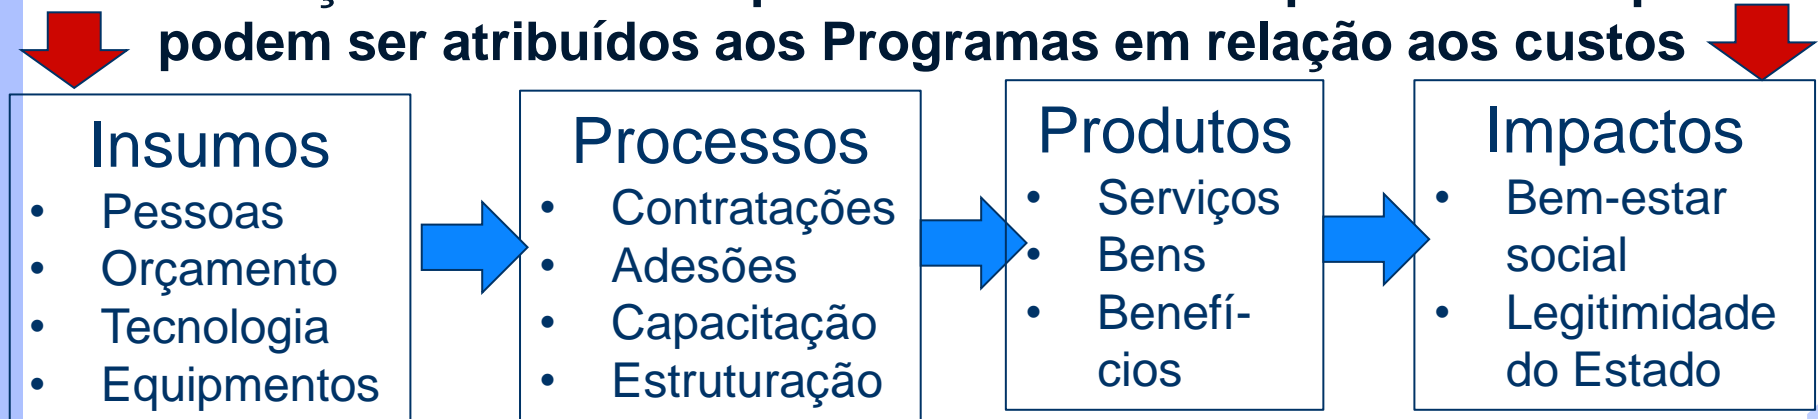 podem ser atribuídos aos Programas em relação aos custos
Insumos
• Pessoas
• Orçamento
• Tecnologia
• Equipmentos
Processos
• Contratações
• Adesões
• Capacitação
• Estruturação
Produtos
• Serviços
• Bens
• Benefí-
cios
Impactos
• Bem-estar
social
• Legitimidade
do Estado